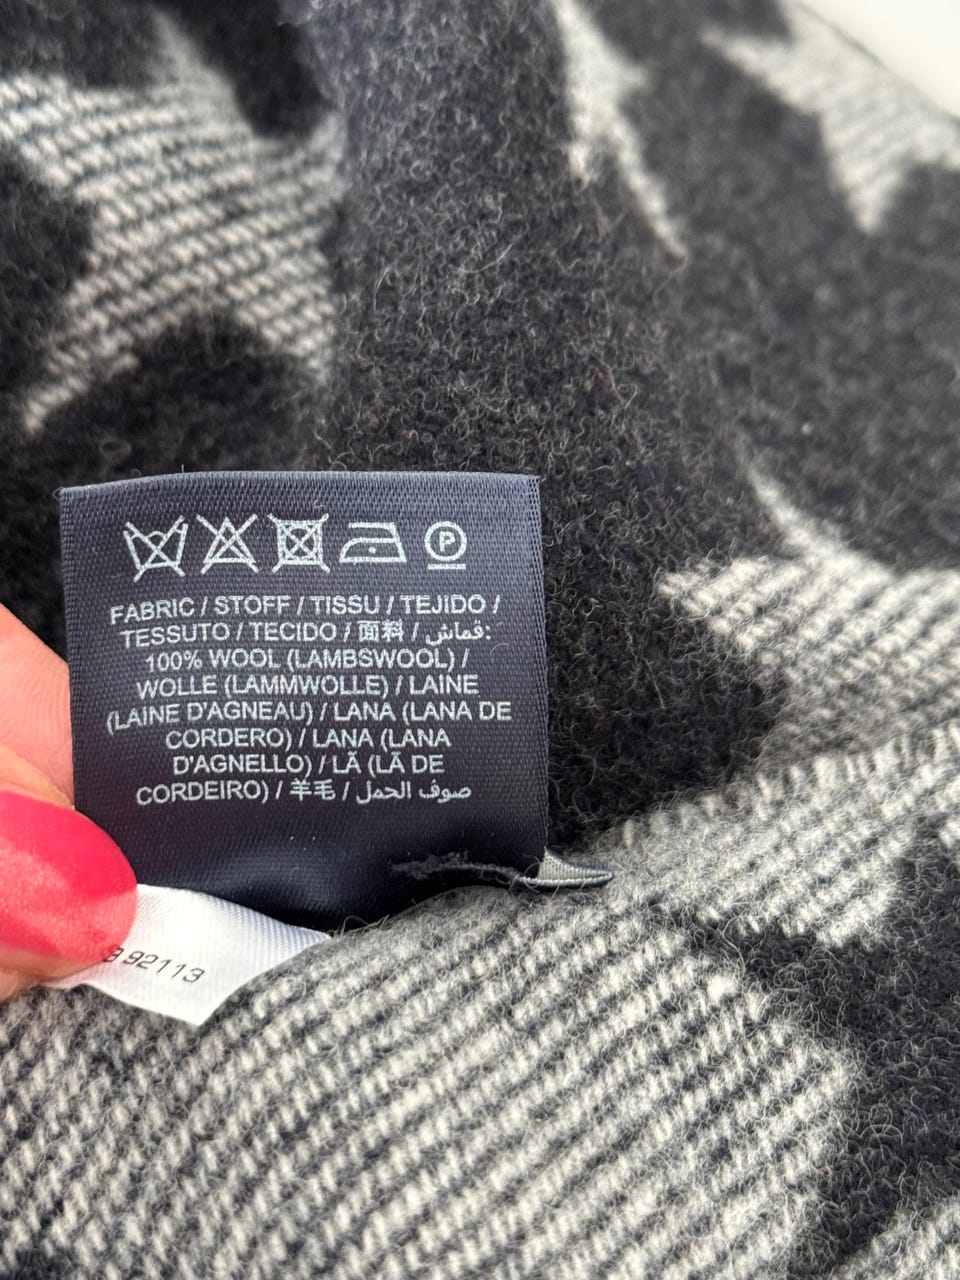 P
FABRIC / STOFF / TISSU / TEJIDO /
TESSUTO / TECIDO / 面料 / قماش:
100% WOOL (LAMBSWOOL) /
WOLLE (LAMMWOLLE) / LAINE
(LAINE D'AGNEAU) / LANA (LANA DE
CORDERO) / LANA (LANA
D'AGNELLO) / LÃ (LÃ DE
CORDEIRO) / 羊毛 / صوف الحمل
92113